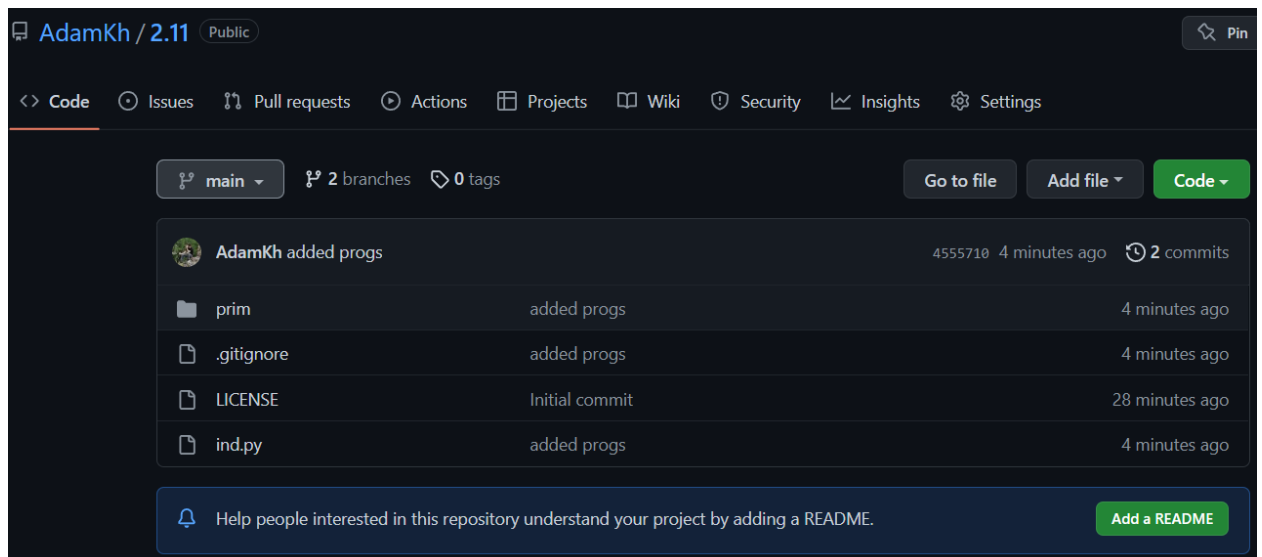 AdamKh / 2.11 Public Pin
Code Issues Pull requests Actions Projects Wiki Security Insights Settings
main 2 branches 0 tags Go to file Add file Code
AdamKh added progs 4555710 4 minutes ago 2 commits
prim added progs 4 minutes ago
.gitignore added progs 4 minutes ago
LICENSE Initial commit 28 minutes ago
ind.py added progs 4 minutes ago
Help people interested in this repository understand your project by adding a README. Add a README